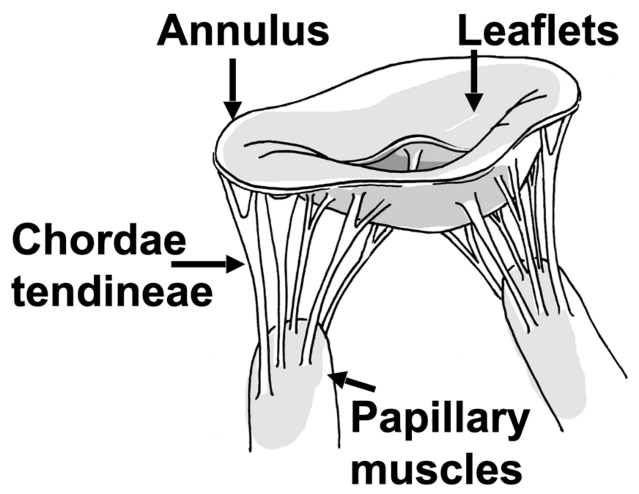 Annulus
Leaflets
Chordae
tendineae
Papillary
muscles